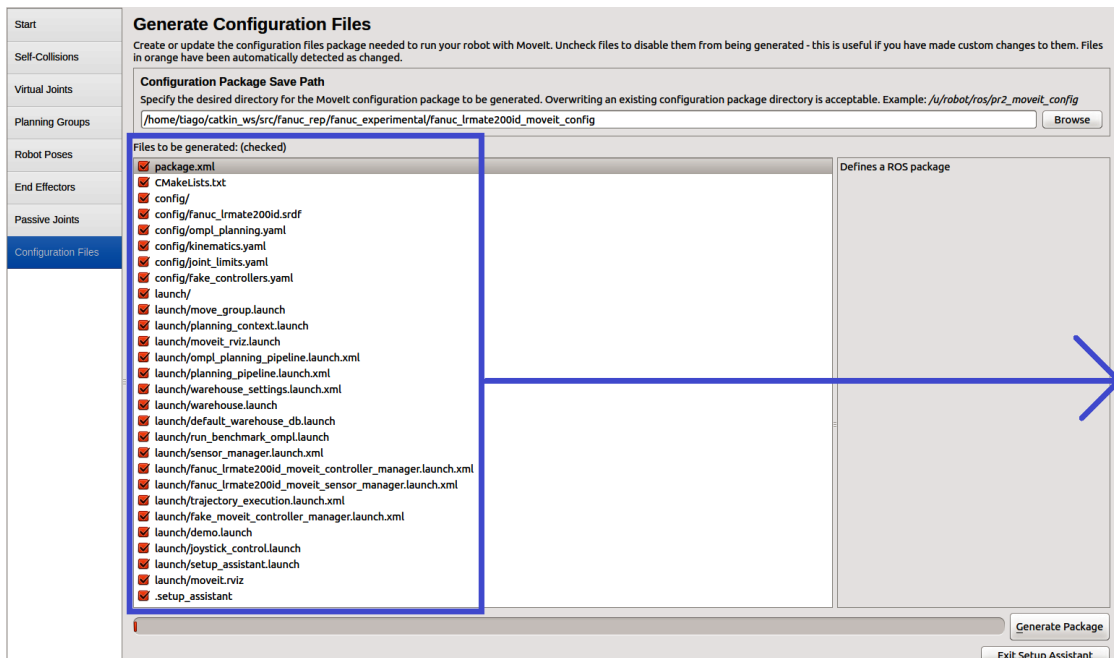 Start
Self-Collisions
Virtual Joints
Planning Groups
Robot Poses
End Effectors
Passive Joints
Configuration Files
Generate Configuration Files
Create or update the configuration files package needed to run your robot with MoveIt. Uncheck files to disable them from being generated - this is useful if you have made custom changes to them. Files
in orange have been automatically detected as changed.
Configuration Package Save Path
Specify the desired directory for the MoveIt configuration package to be generated. Overwriting an existing configuration package directory is acceptable. Example: /u/robot/ros/pr2_moveit_config
/home/tiago/catkin_ws/src/fanuc_rep/fanuc_experimental/fanuc_lrmate200id_moveit_config
Browse
Files to be generated: (checked)
package.xml
CMakeLists.txt
config/
config/fanuc_lrmate200id.srdf
config/ompl_planning.yaml
config/kinematics.yaml
config/joint_limits.yaml
config/fake_controllers.yaml
launch/
launch/move_group.launch
launch/planning_context.launch
launch/moveit_rviz.launch
launch/ompl_planning_pipeline.launch.xml
launch/planning_pipeline.launch.xml
launch/warehouse_settings.launch.xml
launch/warehouse.launch
launch/default_warehouse_db.launch
launch/run_benchmark_ompl.launch
launch/sensor_manager.launch.xml
launch/fanuc_lrmate200id_moveit_controller_manager.launch.xml
launch/fanuc_lrmate200id_moveit_sensor_manager.launch.xml
launch/trajectory_execution.launch.xml
launch/fake_moveit_controller_manager.launch.xml
launch/demo.launch
launch/joystick_control.launch
launch/setup_assistant.launch
launch/moveit.rviz
.setup_assistant
Defines a ROS package
Generate Package
Exit Setup Assistant